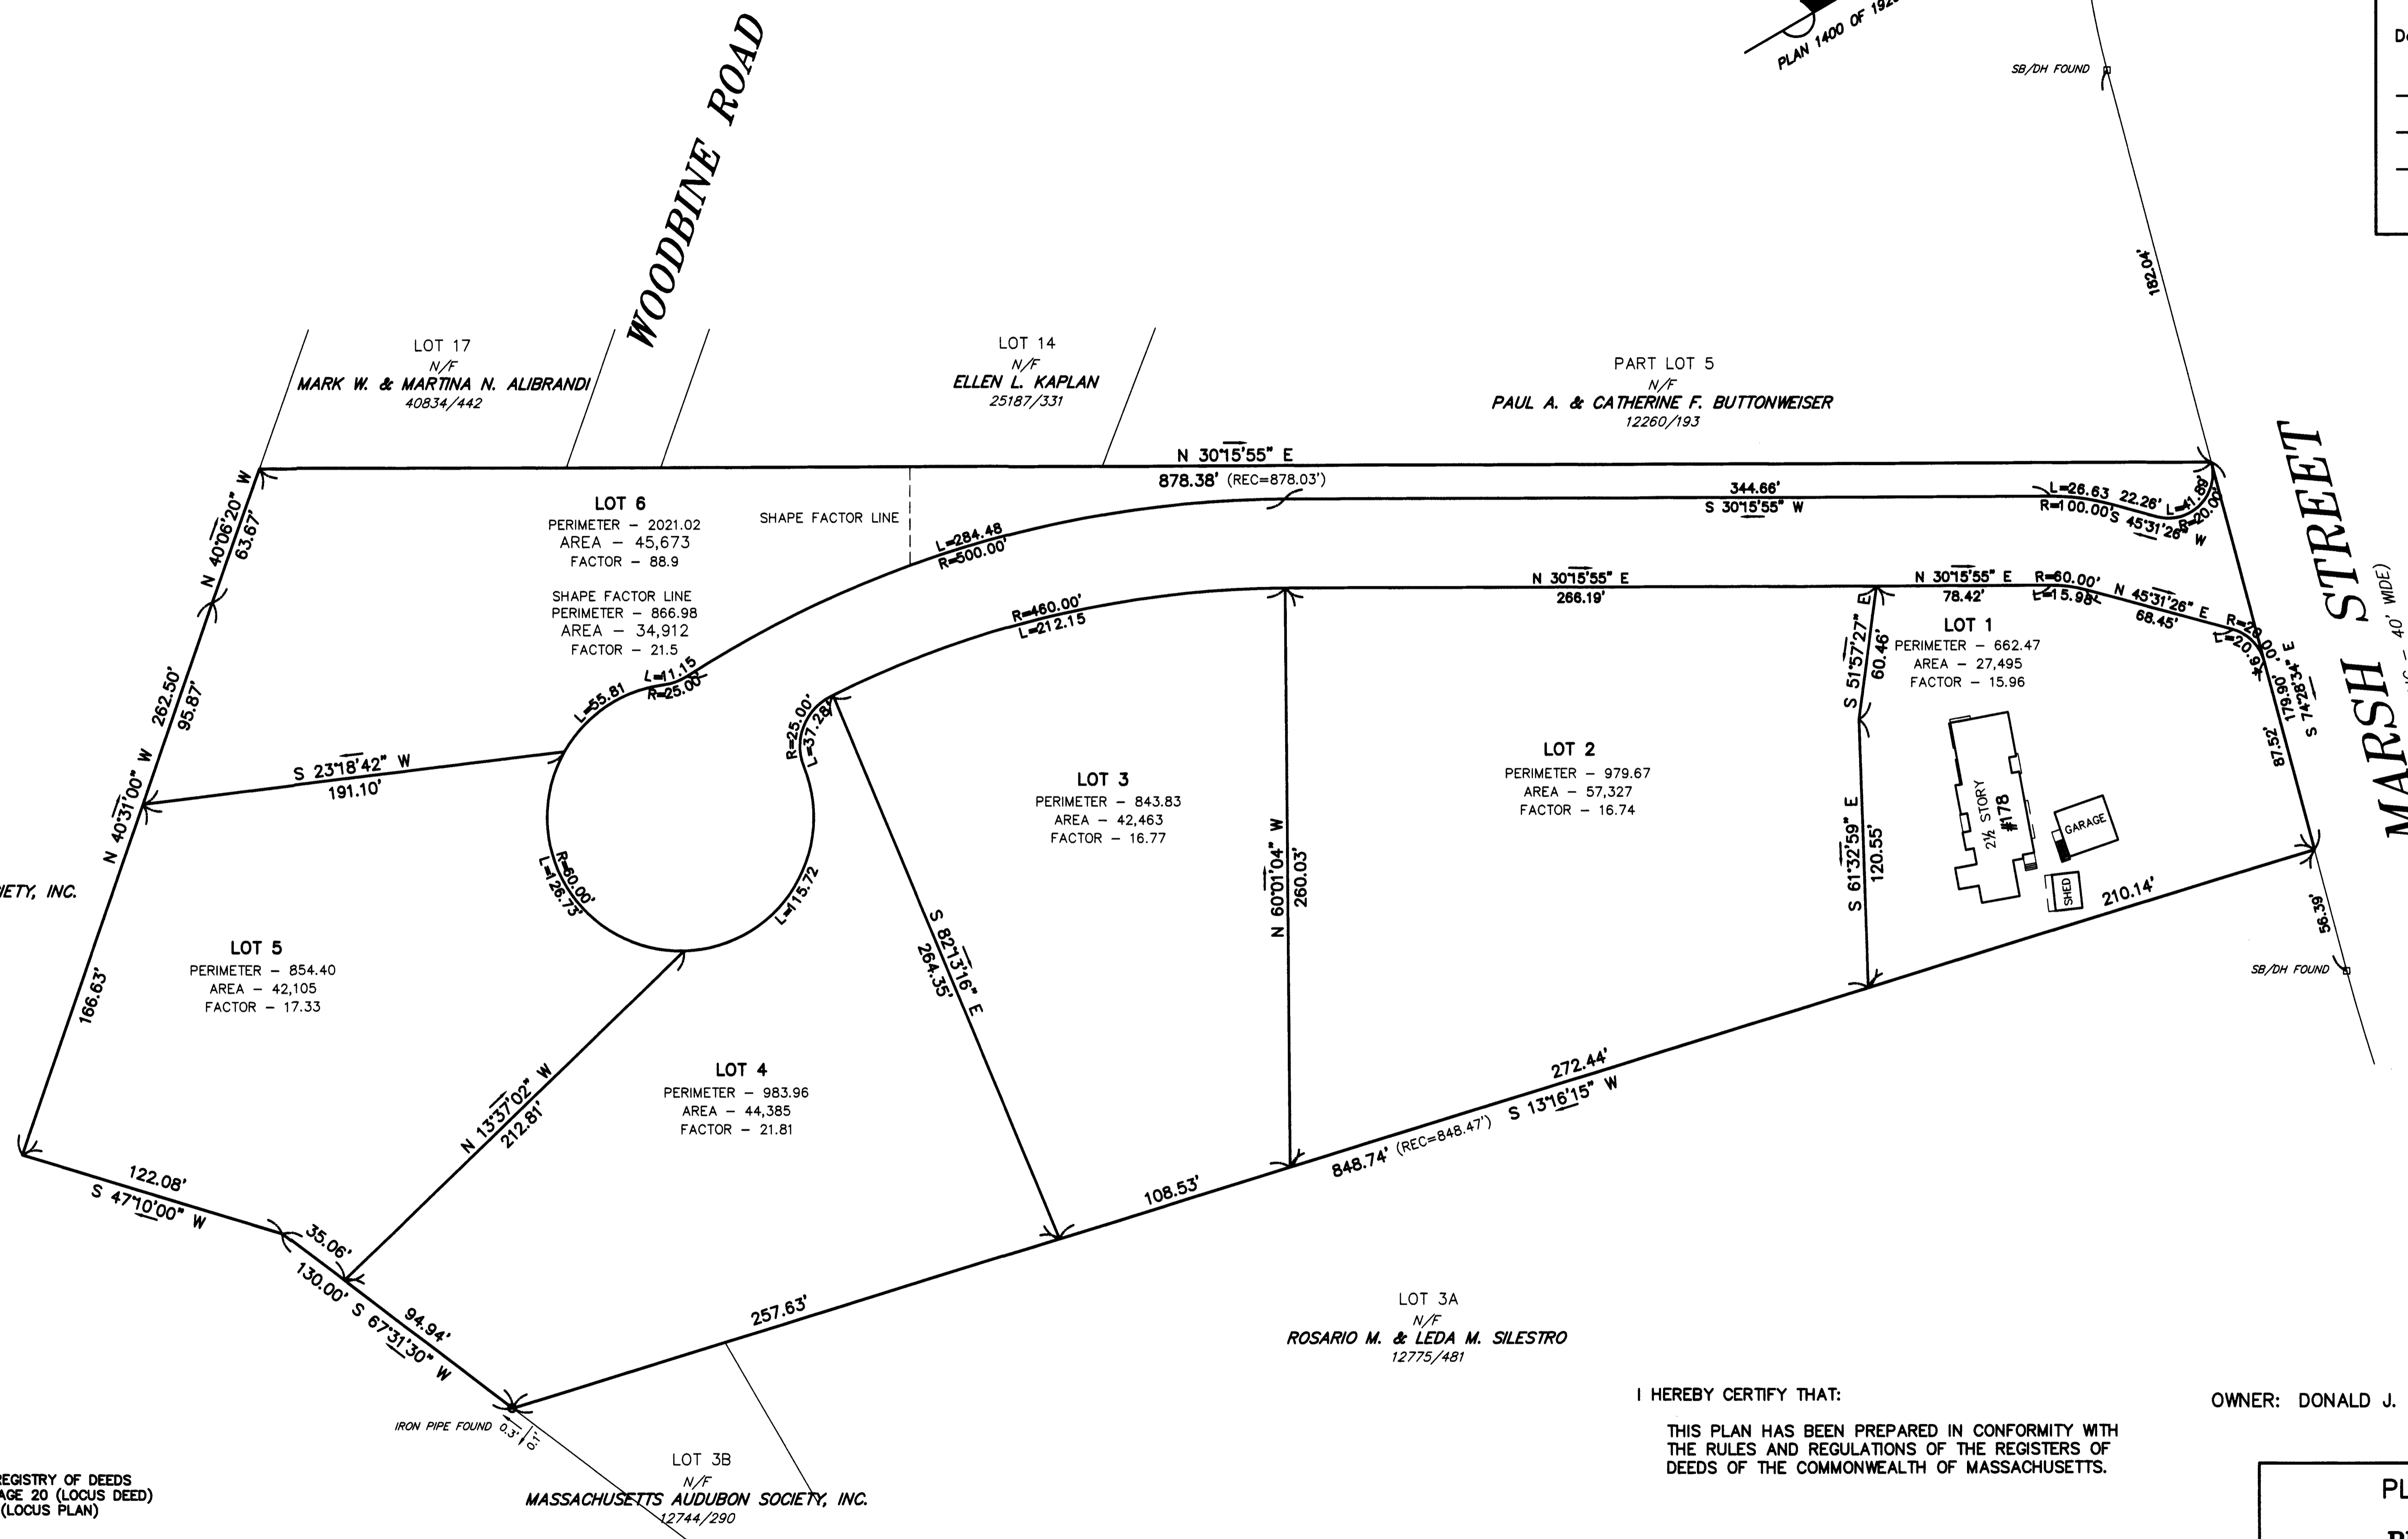 WOODBINE ROAD
PLAN 1400 OF 192
SB/DH FOUND
182.04'
LOT 17
N/F
MARK W. & MARTINA N. ALIBRANDI
40834/442
LOT 14
N/F
ELLEN L. KAPLAN
25187/331
PART LOT 5
N/F
PAUL A. & CATHERINE F. BUTTONWEISER
12260/193
MARSH STREET
40' WIDE)
N 30°15'55" E
878.38' (REC=878.03')
344.66'
S 30°15'55" W
L=26.63
R=100.00'
22.26'
S 45°31'26" W
L=41.89'
R=20.00'
N 40°06'20" W
63.67'
LOT 6
PERIMETER - 2021.02
AREA - 45,673
FACTOR - 88.9
SHAPE FACTOR LINE
PERIMETER - 866.98
AREA - 34,912
FACTOR - 21.5
SHAPE FACTOR LINE
L=284.48
R=500.00'
R=460.00'
L=212.15
N 30°15'55" E
266.19'
N 30°15'55" E
78.42'
R=60.00'
L=15.98'
N 45°31'26" E
68.45'
179.90'
S 74°28'34" E
87.52'
LOT 1
PERIMETER - 662.47
AREA - 27,495
FACTOR - 15.96
S 51°57'27" E
60.46'
S 61°32'59" E
120.55'
2½ STORY
#178
GARAGE
SHED
210.14'
56.39'
SB/DH FOUND
262.50'
95.87'
N 40°31'00" W
166.63'
S 23°18'42" W
191.10'
L=55.81
L=11.15
R=25.00'
R=25.00'
L=37.28'
R=60.00'
L=126.73'
L=115.72
LOT 2
PERIMETER - 979.67
AREA - 57,327
FACTOR - 16.74
LOT 3
PERIMETER - 843.83
AREA - 42,463
FACTOR - 16.77
N 60°01'04" W
260.03'
S 82°13'16" E
264.35'
IETY, INC.
LOT 5
PERIMETER - 854.40
AREA - 42,105
FACTOR - 17.33
LOT 4
PERIMETER - 983.96
AREA - 44,385
FACTOR - 21.81
N 13°37'02" W
212.81'
122.08'
S 47°10'00" W
35.06'
130.00' S 67°31'30" W
94.94'
257.63'
108.53'
272.44'
848.74' (REC=848.47') S 13°16'15" W
IRON PIPE FOUND
0.3'
0.1'
LOT 3A
N/F
ROSARIO M. & LEDA M. SILESTRO
12775/481
LOT 3B
N/F
MASSACHUSETTS AUDUBON SOCIETY, INC.
12744/290
REGISTRY OF DEEDS
AGE 20 (LOCUS DEED)
(LOCUS PLAN)
I HEREBY CERTIFY THAT:
THIS PLAN HAS BEEN PREPARED IN CONFORMITY WITH
THE RULES AND REGULATIONS OF THE REGISTERS OF
DEEDS OF THE COMMONWEALTH OF MASSACHUSETTS.
OWNER: DONALD J.
PL